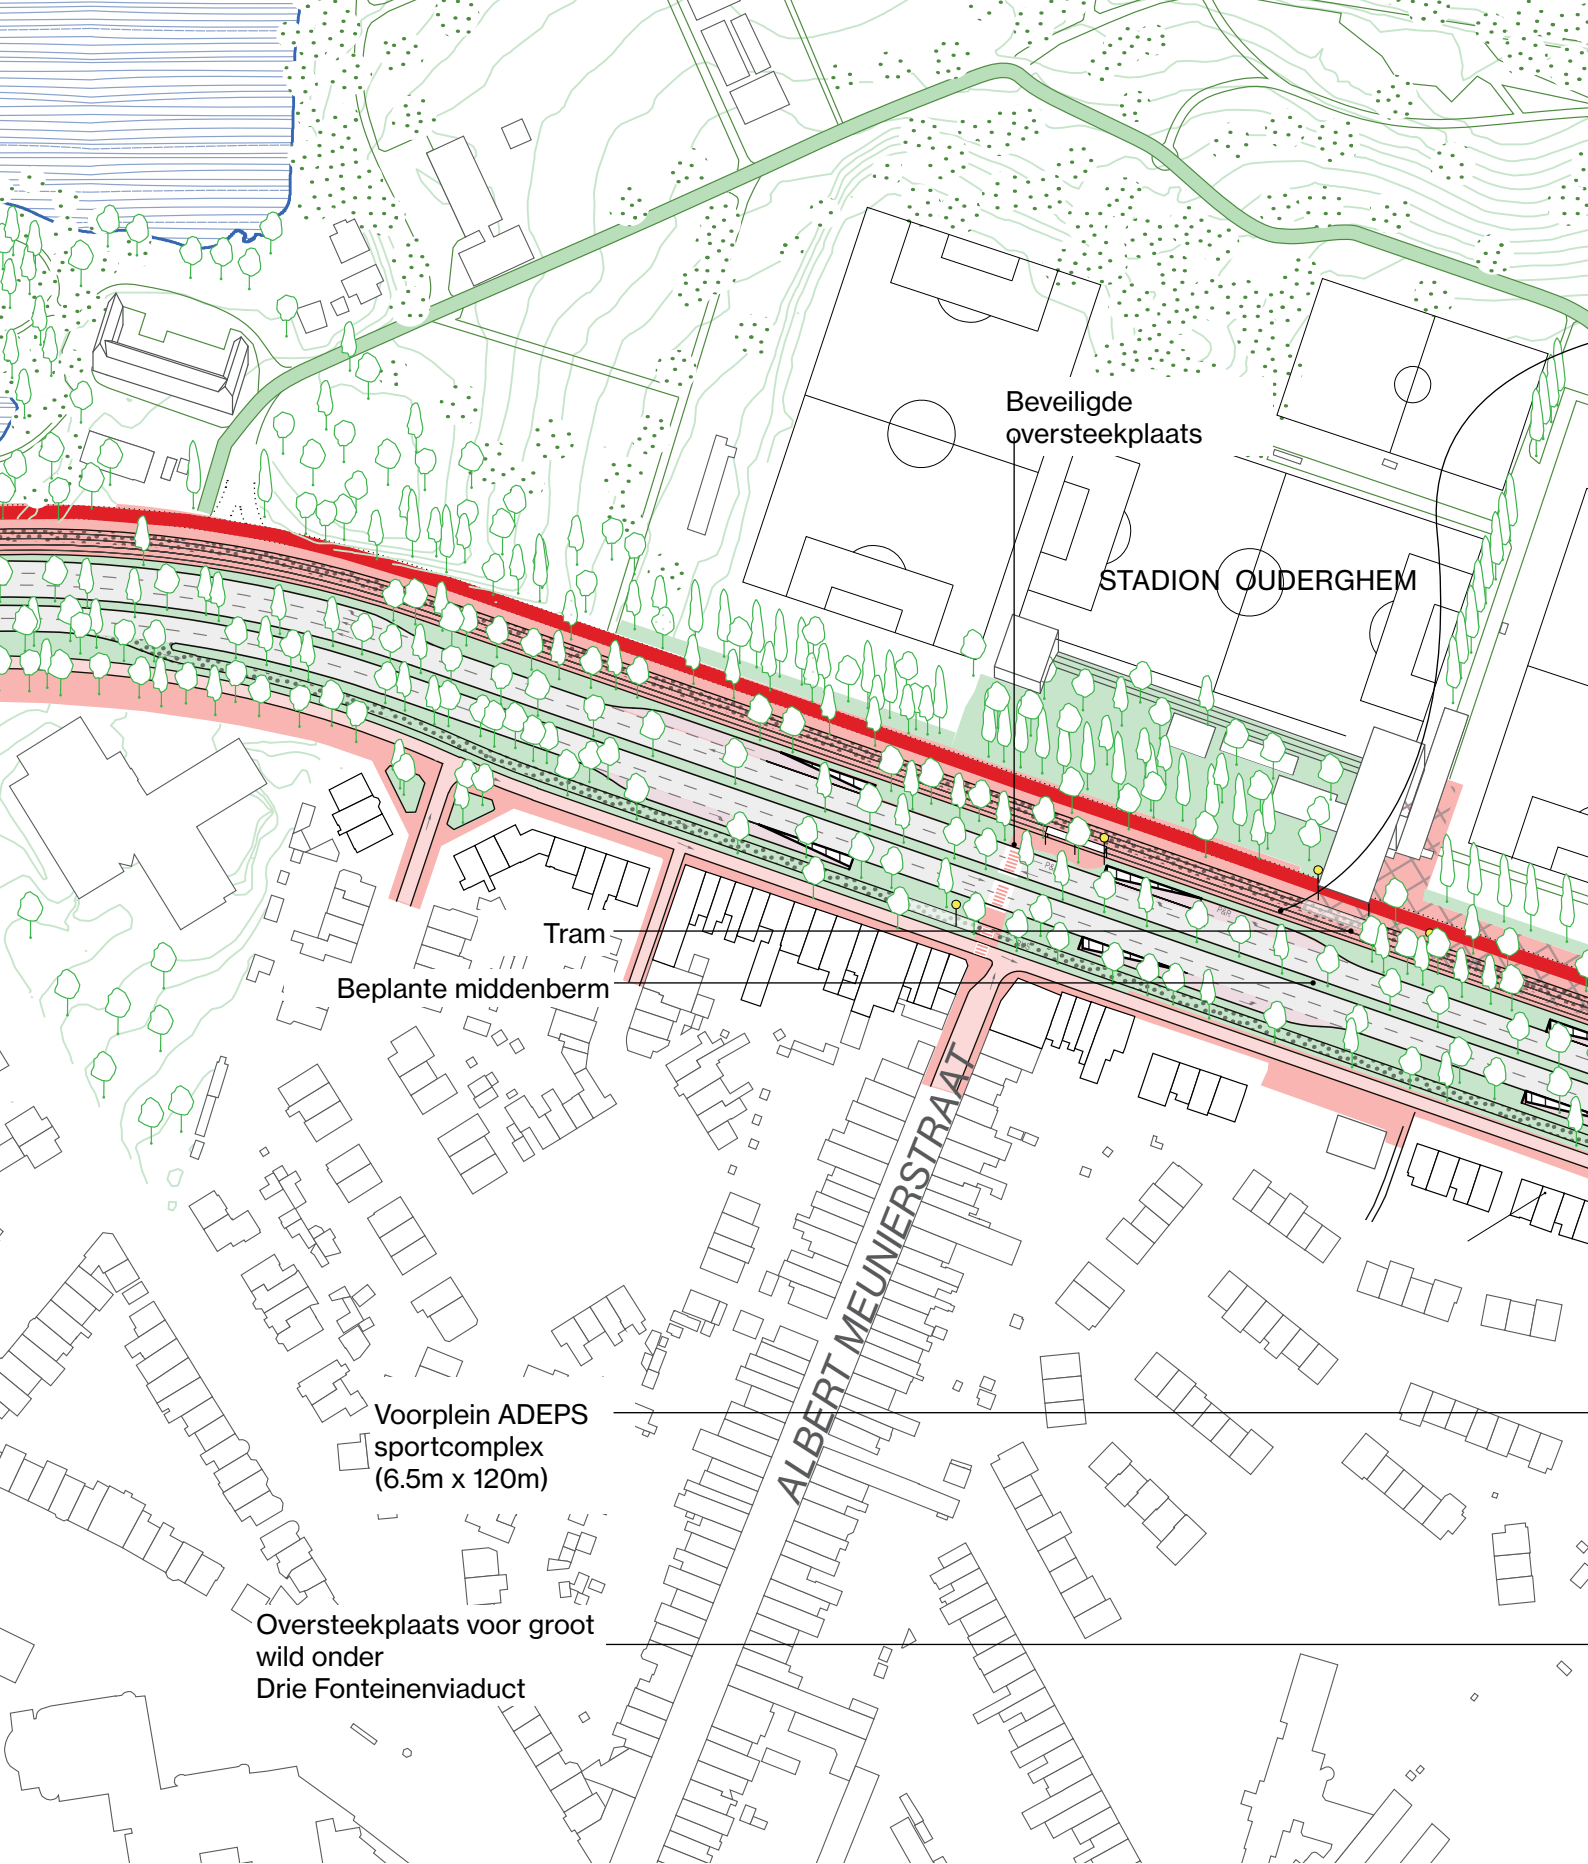 Beveiligde
oversteekplaats
STADION OUDERGHEM
P&R
Tram
Beplante middenberm
ALBERT MEUNIERSTRAAT
Voorplein ADEPS
sportcomplex
(6.5m x 120m)
Oversteekplaats voor groot
wild onder
Drie Fonteinenviaduct